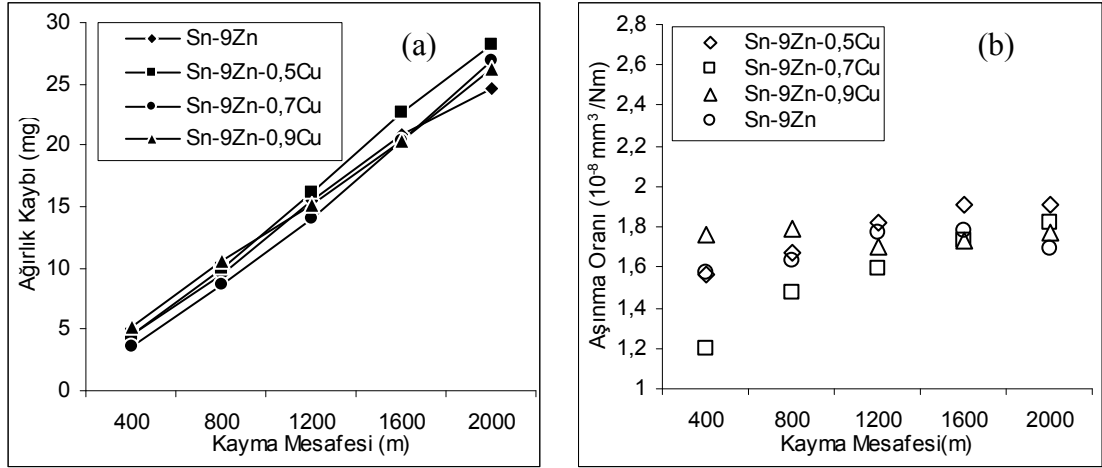 (a)
Sn-9Zn
Sn-9Zn-0,5Cu
Sn-9Zn-0,7Cu
Sn-9Zn-0,9Cu
Ağırlık Kaybı (mg)
30
25
20
15
10
5
0
400 800 1200 1600 2000
Kayma Mesafesi (m)
(b)
Sn-9Zn-0,5Cu
Sn-9Zn-0,7Cu
Sn-9Zn-0,9Cu
Sn-9Zn
Aşınma Oranı (10⁻⁸ mm³/Nm)
2,8
2,6
2,4
2,2
2
1,8
1,6
1,4
1,2
1
400 800 1200 1600 2000
Kayma Mesafesi(m)